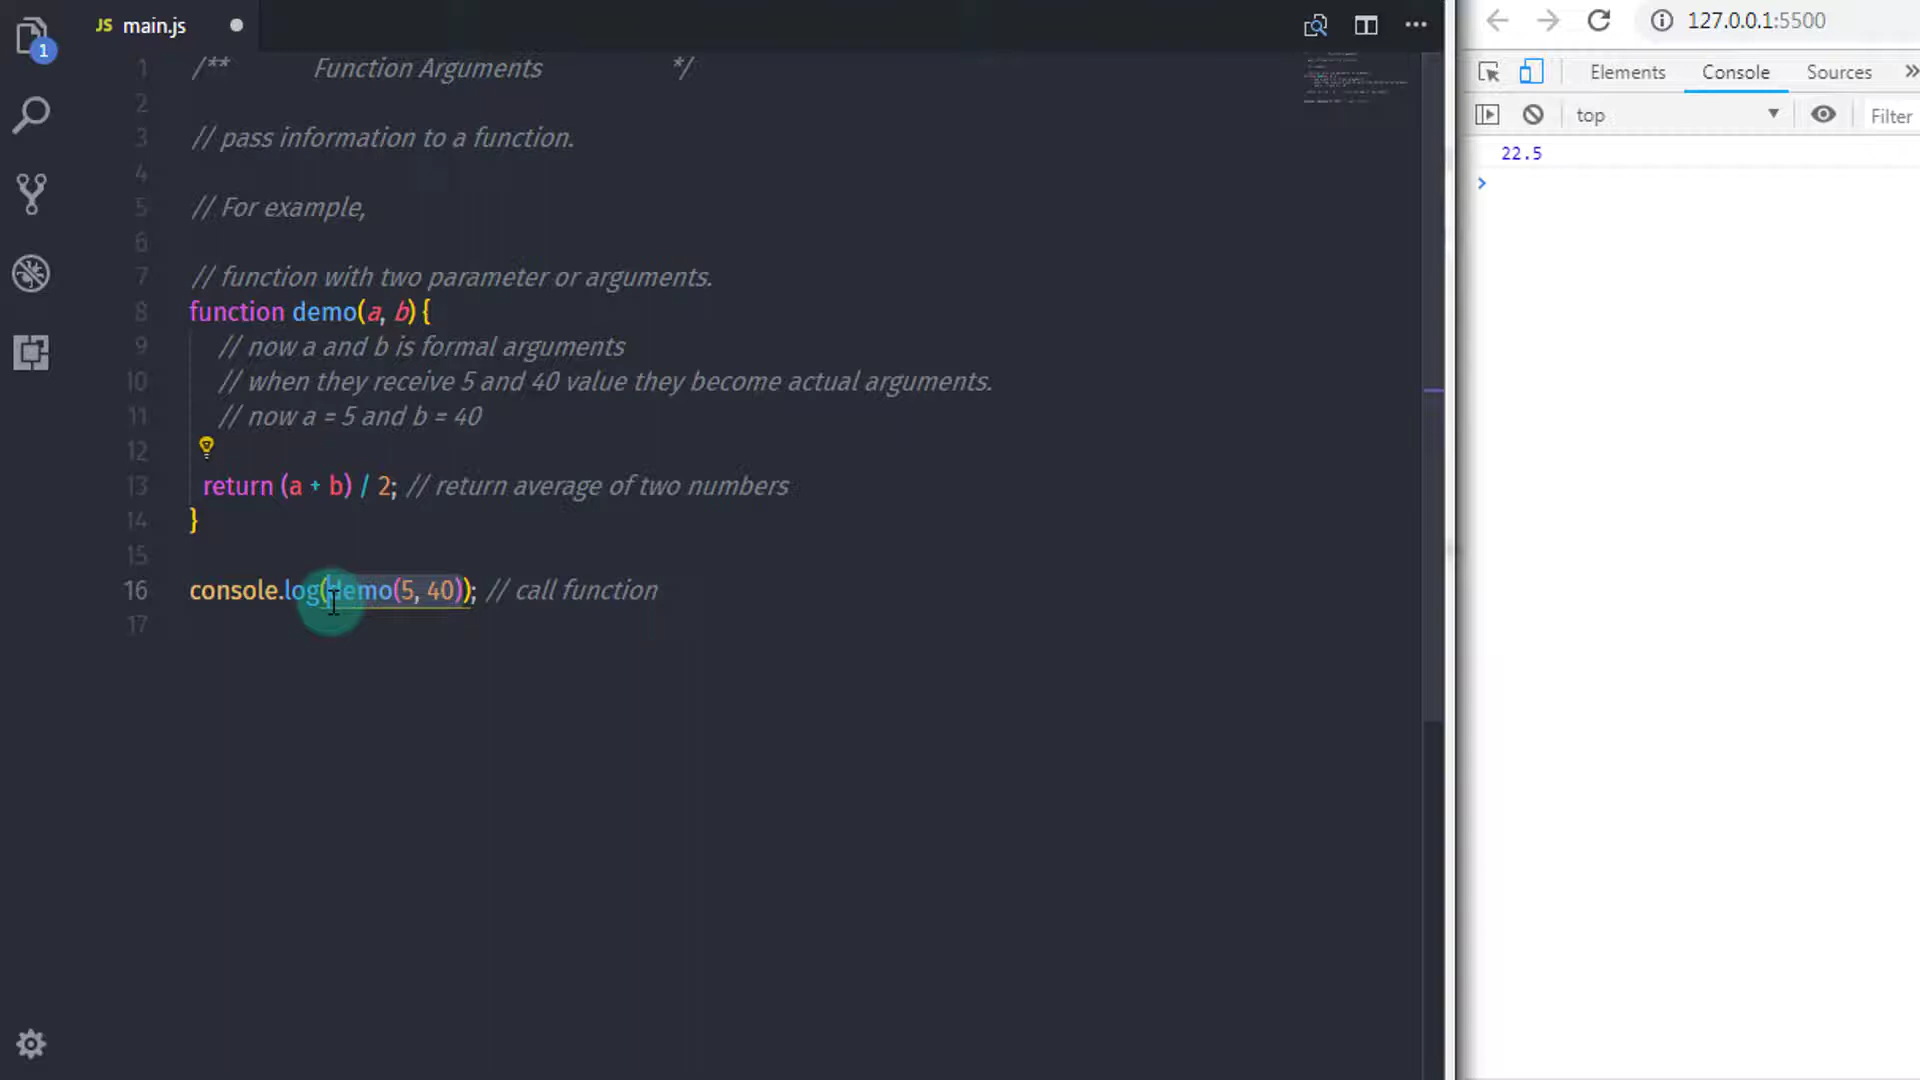 JS main.js
1 /** Function Arguments */
2
3 // pass information to a function.
4
5 // For example,
6
7 // function with two parameter or arguments.
8 function demo(a, b) {
9 // now a and b is formal arguments
10 // when they receive 5 and 40 value they become actual arguments.
11 // now a = 5 and b = 40
12
13 return (a + b) / 2; // return average of two numbers
14 }
15
16 console.log(demo(5, 40)); // call function
17
1
127.0.0.1:5500
Elements Console Sources »
top Filter
22.5